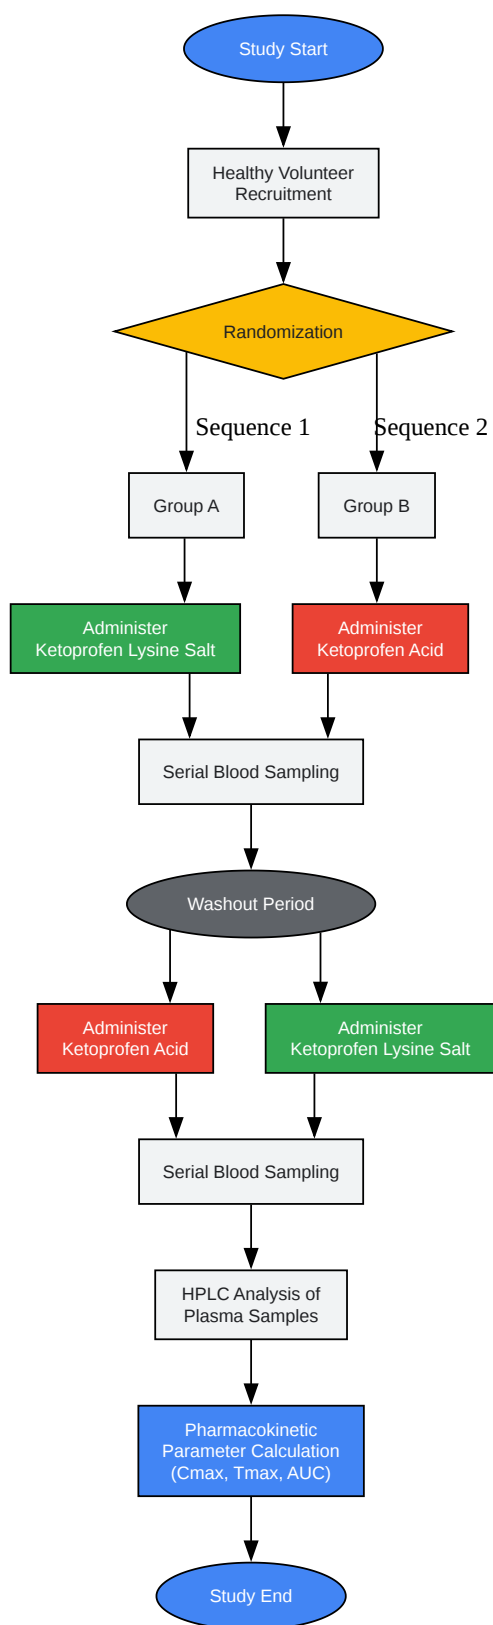 Study Start
Healthy Volunteer
Recruitment
Randomization
Sequence 1
Sequence 2
Group A
Group B
Administer
Ketoprofen Lysine Salt
Administer
Ketoprofen Acid
Serial Blood Sampling
Washout Period
Administer
Ketoprofen Acid
Administer
Ketoprofen Lysine Salt
Serial Blood Sampling
HPLC Analysis of
Plasma Samples
Pharmacokinetic
Parameter Calculation
(Cmax, Tmax, AUC)
Study End